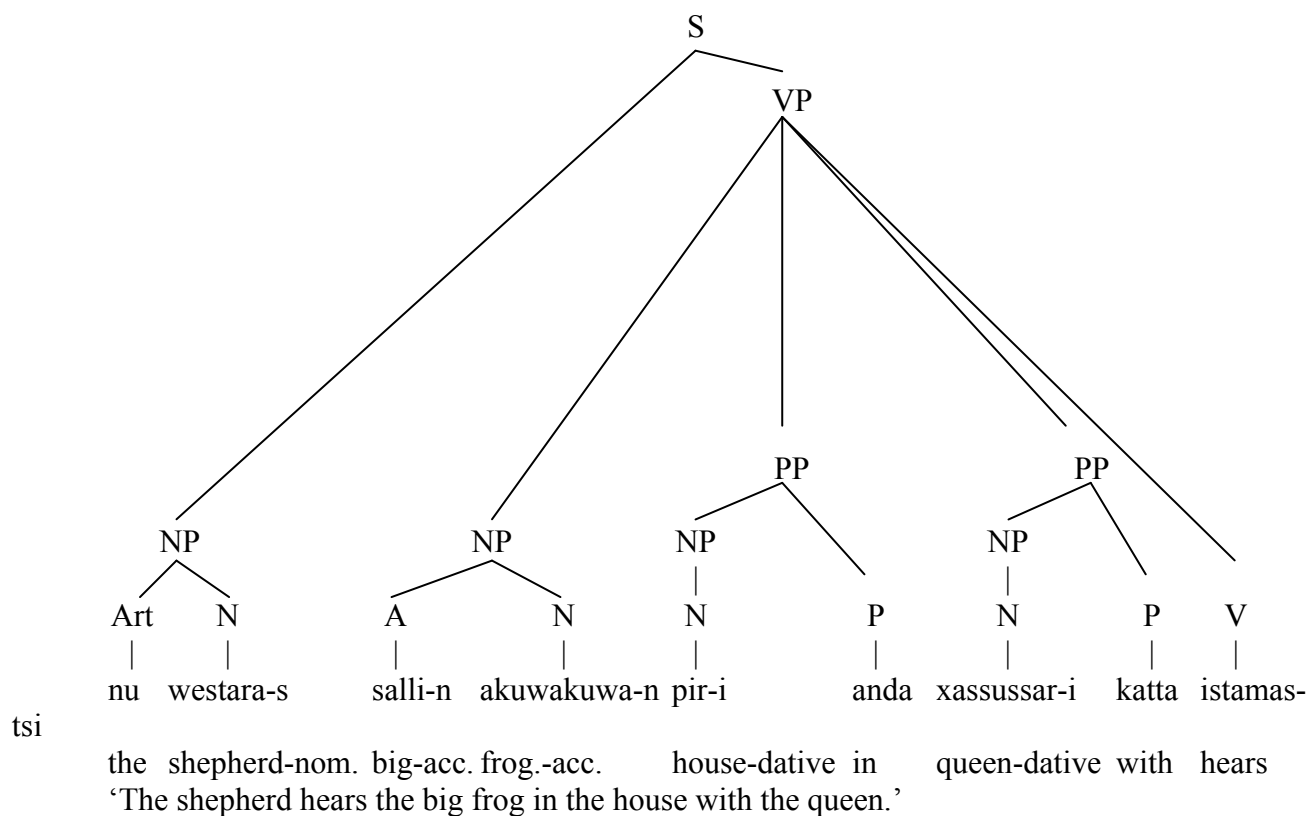 S
VP
PP PP
NP NP NP NP
Art N A N N P N P V
nu westara-s salli-n akuwakuwa-n pir-i anda xassussar-i katta istamas-
tsi
the shepherd-nom. big-acc. frog.-acc. house-dative in queen-dative with hears
‘The shepherd hears the big frog in the house with the queen.’